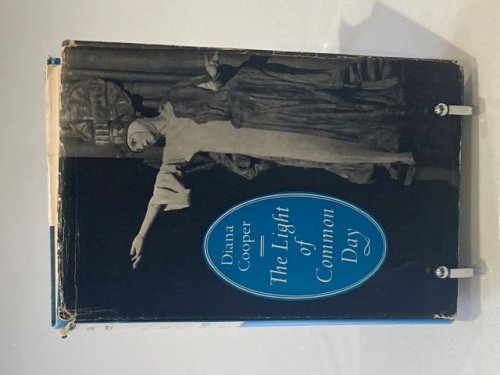 Diana
Cooper
The Light
of
Common
Day